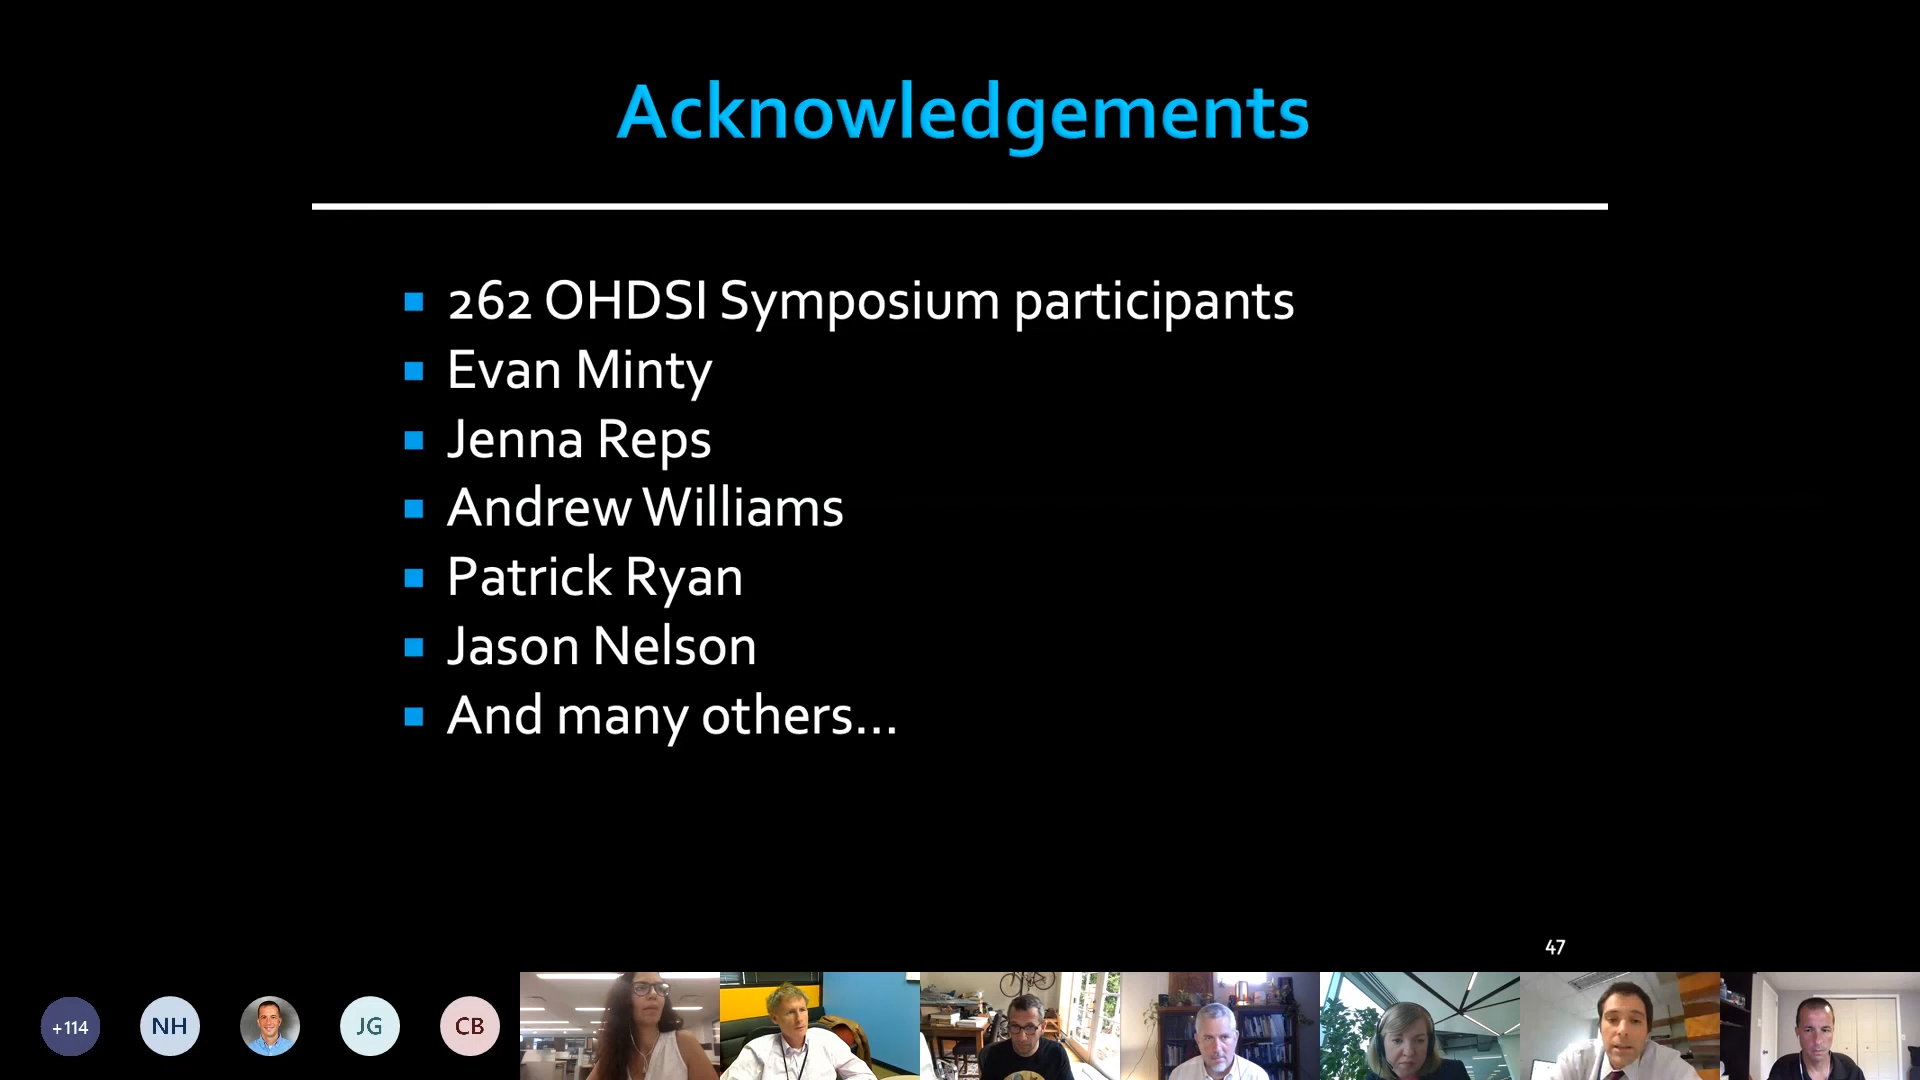 Acknowledgements
262 OHDSI Symposium participants
Evan Minty
Jenna Reps
Andrew Williams
Patrick Ryan
Jason Nelson
And many others...
47
+114
NH
JG
CB